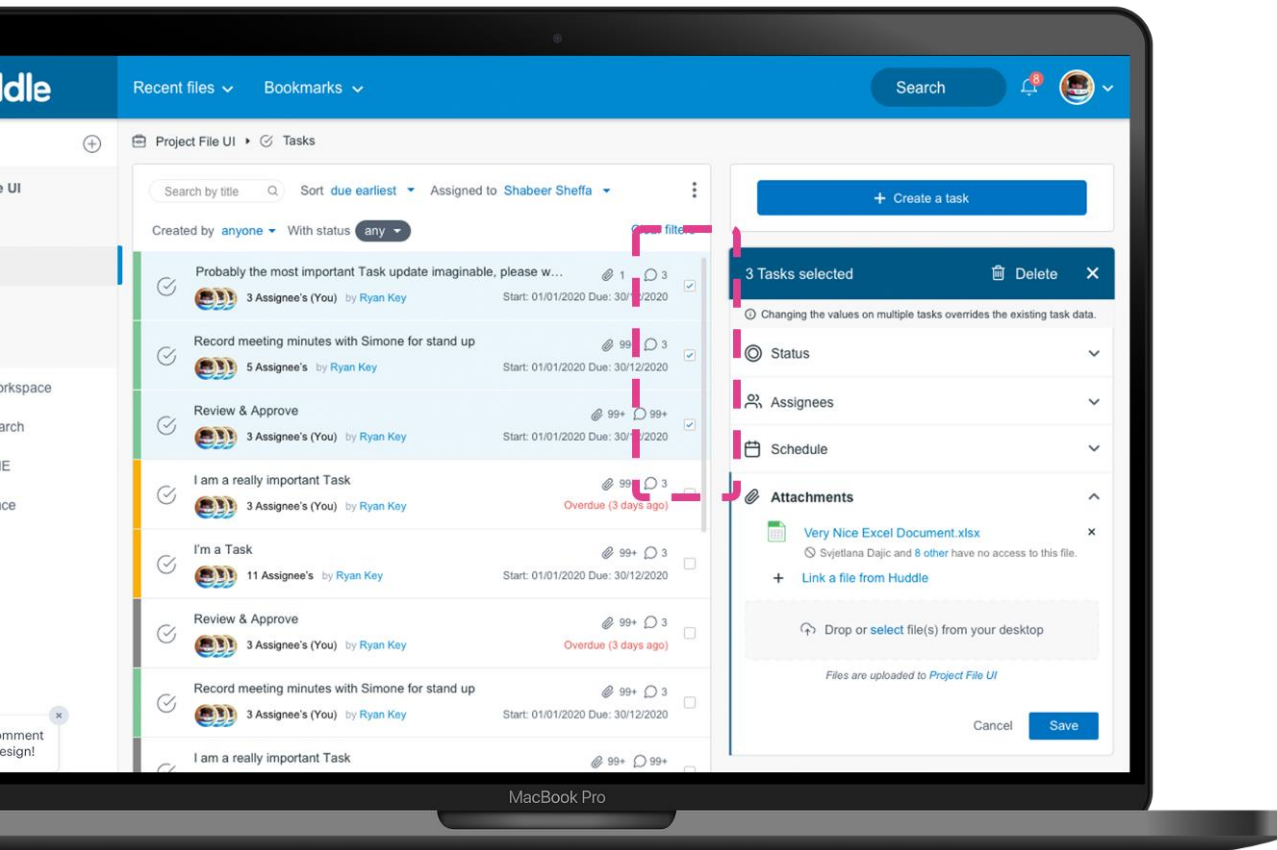 ddle
Recent files
Bookmarks
Search
8
Project File UI
Tasks
e UI
orkspace
arch
IE
ce
omment
esign!
Search by title
Sort due earliest
Assigned to Shabeer Sheffa
Created by anyone
With status any
Clear filters
Probably the most important Task update imaginable, please w...
1
3
3 Assignee's (You) by Ryan Key
Start: 01/01/2020 Due: 30/12/2020
Record meeting minutes with Simone for stand up
99+
3
5 Assignee's by Ryan Key
Start: 01/01/2020 Due: 30/12/2020
Review & Approve
99+
99+
3 Assignee's (You) by Ryan Key
Start: 01/01/2020 Due: 30/12/2020
I am a really important Task
99+
3
3 Assignee's (You) by Ryan Key
Overdue (3 days ago)
I'm a Task
99+
3
11 Assignee's by Ryan Key
Start: 01/01/2020 Due: 30/12/2020
Review & Approve
99+
3
3 Assignee's (You) by Ryan Key
Overdue (3 days ago)
Record meeting minutes with Simone for stand up
99+
3
3 Assignee's (You) by Ryan Key
Start: 01/01/2020 Due: 30/12/2020
I am a really important Task
99+
99+
+ Create a task
3 Tasks selected
Delete
Changing the values on multiple tasks overrides the existing task data.
Status
Assignees
Schedule
Attachments
Very Nice Excel Document.xlsx
Svjetlana Dajic and 8 other have no access to this file.
+ Link a file from Huddle
Drop or select file(s) from your desktop
Files are uploaded to Project File UI
Cancel
Save
MacBook Pro